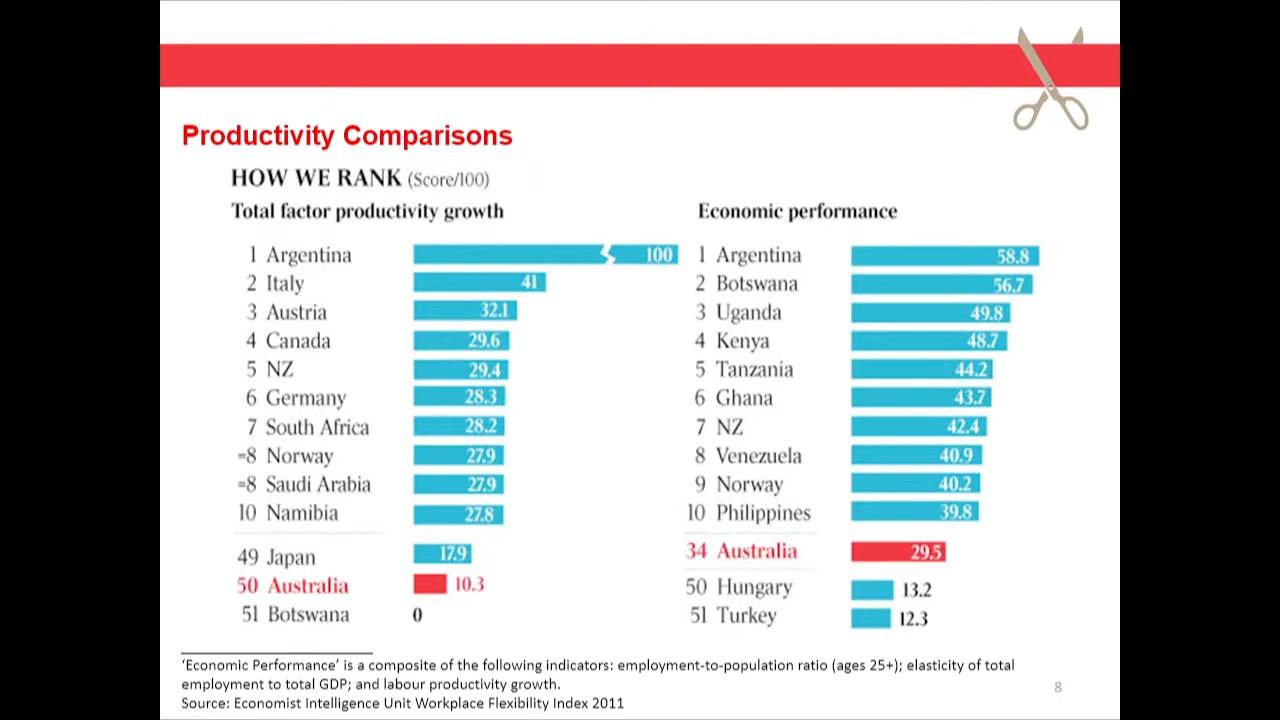 Productivity Comparisons
HOW WE RANK (Score/100)
Total factor productivity growth
1 Argentina 100
2 Italy 41
3 Austria 32.1
4 Canada 29.6
5 NZ 29.4
6 Germany 28.3
7 South Africa 28.2
=8 Norway 27.9
=8 Saudi Arabia 27.9
10 Namibia 27.8
49 Japan 17.9
50 Australia 10.3
51 Botswana 0
Economic performance
1 Argentina 58.8
2 Botswana 56.7
3 Uganda 49.8
4 Kenya 48.7
5 Tanzania 44.2
6 Ghana 43.7
7 NZ 42.4
8 Venezuela 40.9
9 Norway 40.2
10 Philippines 39.8
34 Australia 29.5
50 Hungary 13.2
51 Turkey 12.3
‘Economic Performance’ is a composite of the following indicators: employment-to-population ratio (ages 25+); elasticity of total
employment to total GDP; and labour productivity growth.
Source: Economist Intelligence Unit Workplace Flexibility Index 2011
8